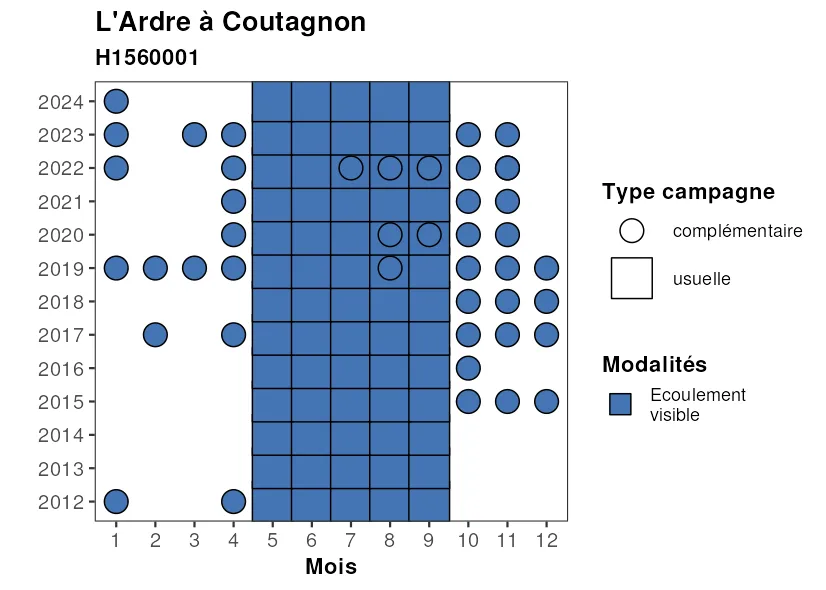 L'Ardre à Coutagnon
H1560001
2024
2023
2022
2021
2020
2019
2018
2017
2016
2015
2014
2013
2012
1 2 3 4 5 6 7 8 9 10 11 12
Mois
Type campagne
complémentaire
usuelle
Modalités
Ecoulement
visible